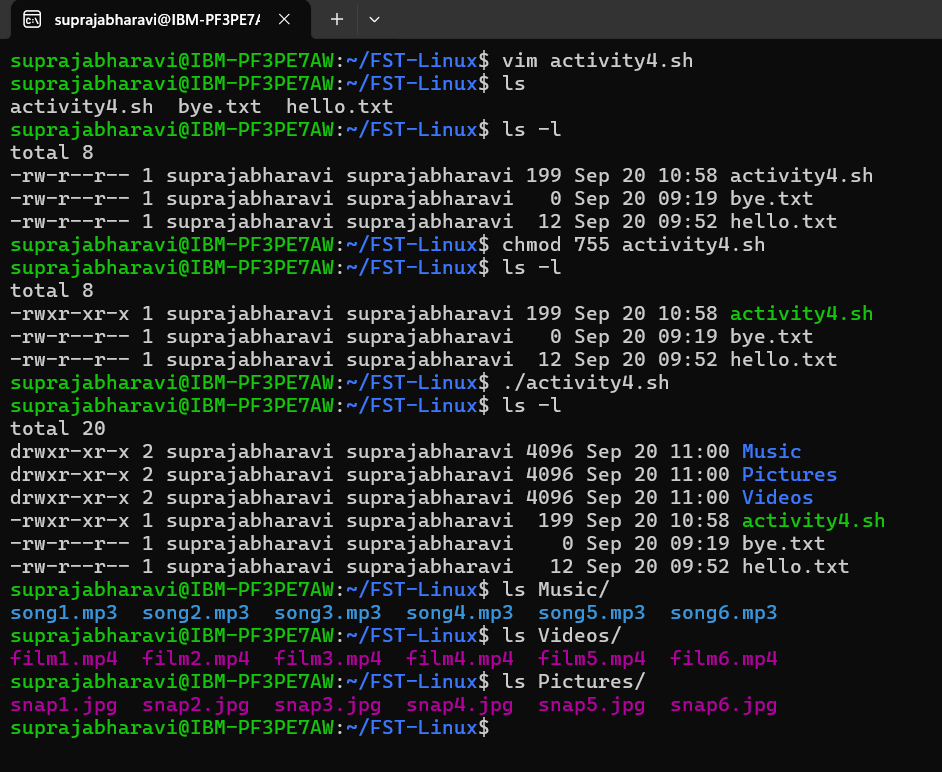 suprajabharavi@IBM-PF3PE7A
suprajabharavi@IBM-PF3PE7AW:~/FST-Linux$ vim activity4.sh
suprajabharavi@IBM-PF3PE7AW:~/FST-Linux$ ls
activity4.sh  bye.txt  hello.txt
suprajabharavi@IBM-PF3PE7AW:~/FST-Linux$ ls -l
total 8
-rw-r--r-- 1 suprajabharavi suprajabharavi 199 Sep 20 10:58 activity4.sh
-rw-r--r-- 1 suprajabharavi suprajabharavi   0 Sep 20 09:19 bye.txt
-rw-r--r-- 1 suprajabharavi suprajabharavi  12 Sep 20 09:52 hello.txt
suprajabharavi@IBM-PF3PE7AW:~/FST-Linux$ chmod 755 activity4.sh
suprajabharavi@IBM-PF3PE7AW:~/FST-Linux$ ls -l
total 8
-rwxr-xr-x 1 suprajabharavi suprajabharavi 199 Sep 20 10:58 activity4.sh
-rw-r--r-- 1 suprajabharavi suprajabharavi   0 Sep 20 09:19 bye.txt
-rw-r--r-- 1 suprajabharavi suprajabharavi  12 Sep 20 09:52 hello.txt
suprajabharavi@IBM-PF3PE7AW:~/FST-Linux$ ./activity4.sh
suprajabharavi@IBM-PF3PE7AW:~/FST-Linux$ ls -l
total 20
drwxr-xr-x 2 suprajabharavi suprajabharavi 4096 Sep 20 11:00 Music
drwxr-xr-x 2 suprajabharavi suprajabharavi 4096 Sep 20 11:00 Pictures
drwxr-xr-x 2 suprajabharavi suprajabharavi 4096 Sep 20 11:00 Videos
-rwxr-xr-x 1 suprajabharavi suprajabharavi  199 Sep 20 10:58 activity4.sh
-rw-r--r-- 1 suprajabharavi suprajabharavi    0 Sep 20 09:19 bye.txt
-rw-r--r-- 1 suprajabharavi suprajabharavi   12 Sep 20 09:52 hello.txt
suprajabharavi@IBM-PF3PE7AW:~/FST-Linux$ ls Music/
song1.mp3  song2.mp3  song3.mp3  song4.mp3  song5.mp3  song6.mp3
suprajabharavi@IBM-PF3PE7AW:~/FST-Linux$ ls Videos/
film1.mp4  film2.mp4  film3.mp4  film4.mp4  film5.mp4  film6.mp4
suprajabharavi@IBM-PF3PE7AW:~/FST-Linux$ ls Pictures/
snap1.jpg  snap2.jpg  snap3.jpg  snap4.jpg  snap5.jpg  snap6.jpg
suprajabharavi@IBM-PF3PE7AW:~/FST-Linux$